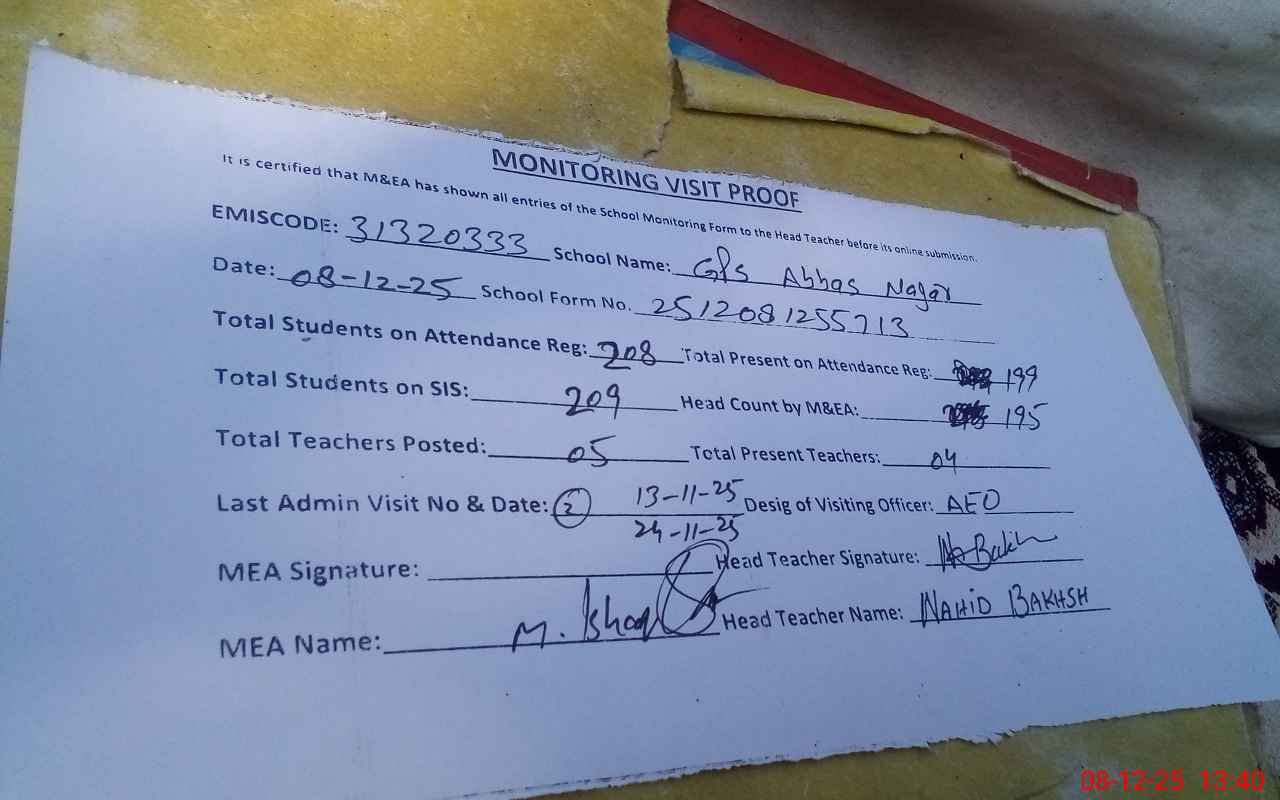 MONITORING VISIT PROOF
It is certified that M&EA has shown all entries of the School Monitoring Form to the Head Teacher before its online submission.
EMISCODE: 31320333 School Name: GPS Abbas Nagar
Date: 08-12-25 School Form No. 2512081255713
Total Students on Attendance Reg: 208 Total Present on Attendance Reg: 199
Total Students on SIS: 209 Head Count by M&EA: 195
Total Teachers Posted: 05 Total Present Teachers: 04
Last Admin Visit No & Date: 2 13-11-25 Desig of Visiting Officer: AEO
24-11-25
MEA Signature: Head Teacher Signature:
MEA Name: M. Ishaq Head Teacher Name: WAHID BAKHSH
08-12-25 13:40